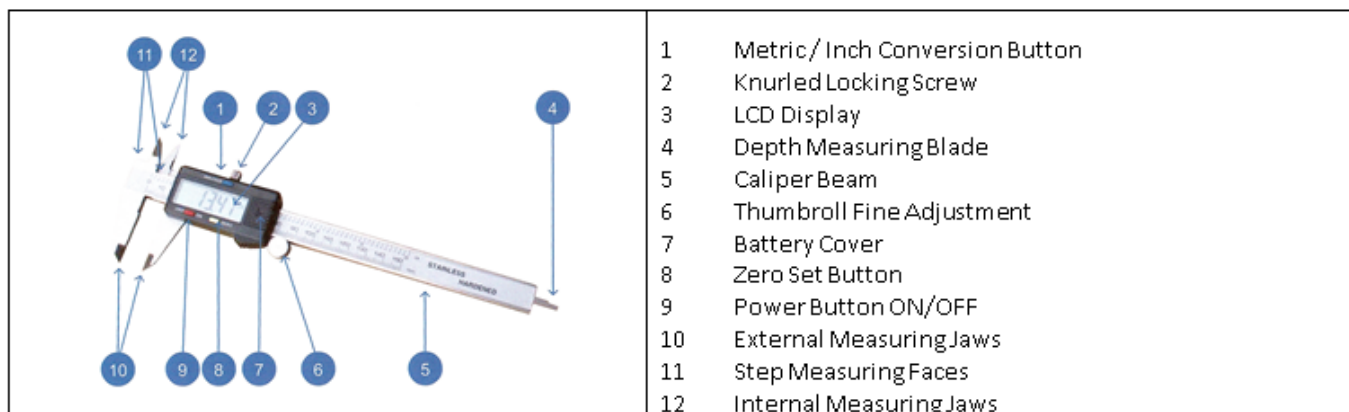 11
12
1
2
3
4
13.41
STAINLESS
HARDENED
10
9
8
7
6
5
1 Metric / Inch Conversion Button
2 Knurled Locking Screw
3 LCD Display
4 Depth Measuring Blade
5 Caliper Beam
6 Thumbroll Fine Adjustment
7 Battery Cover
8 Zero Set Button
9 Power Button ON/OFF
10 External Measuring Jaws
11 Step Measuring Faces
12 Internal Measuring Jaws